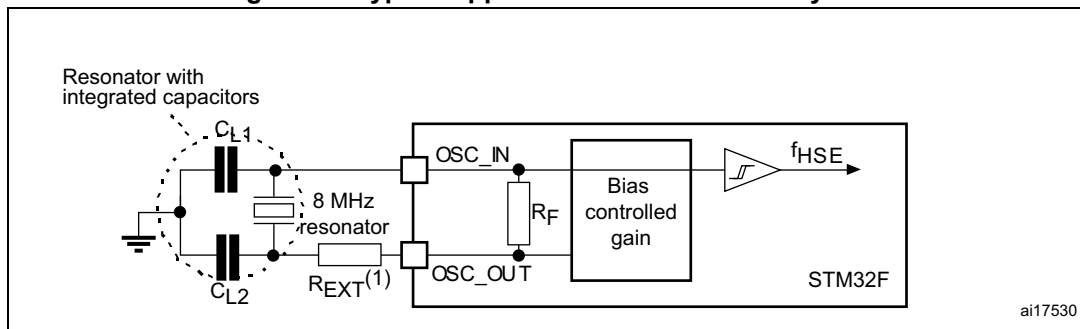 Resonator with
integrated capacitors
CL1
OSC_IN
fHSE
8 MHz
resonator
RF
Bias
controlled
gain
REXT(1)
OSC_OUT
STM32F
CL2
ai17530